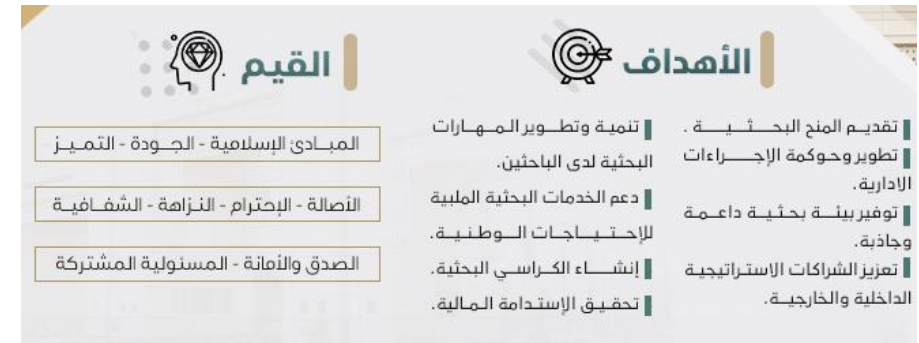 الأهداف
تقديم المنح البحثية .
تطوير وحوكمة الإجراءات
الادارية.
توفير بيئة بحثية داعمة
وجاذبة.
تعزيز الشراكات الاستراتيجية
الداخلية والخارجية.
تنمية وتطوير المهارات
البحثية لدى الباحثين.
دعم الخدمات البحثية الملبية
للإحتياجات الوطنية.
إنشاء الكراسي البحثية.
تحقيق الإستدامة المالية.
القيم
المبادئ الإسلامية - الجودة - التميز
الأصالة - الإحترام - النزاهة - الشفافية
الصدق والأمانة - المسئولية المشتركة